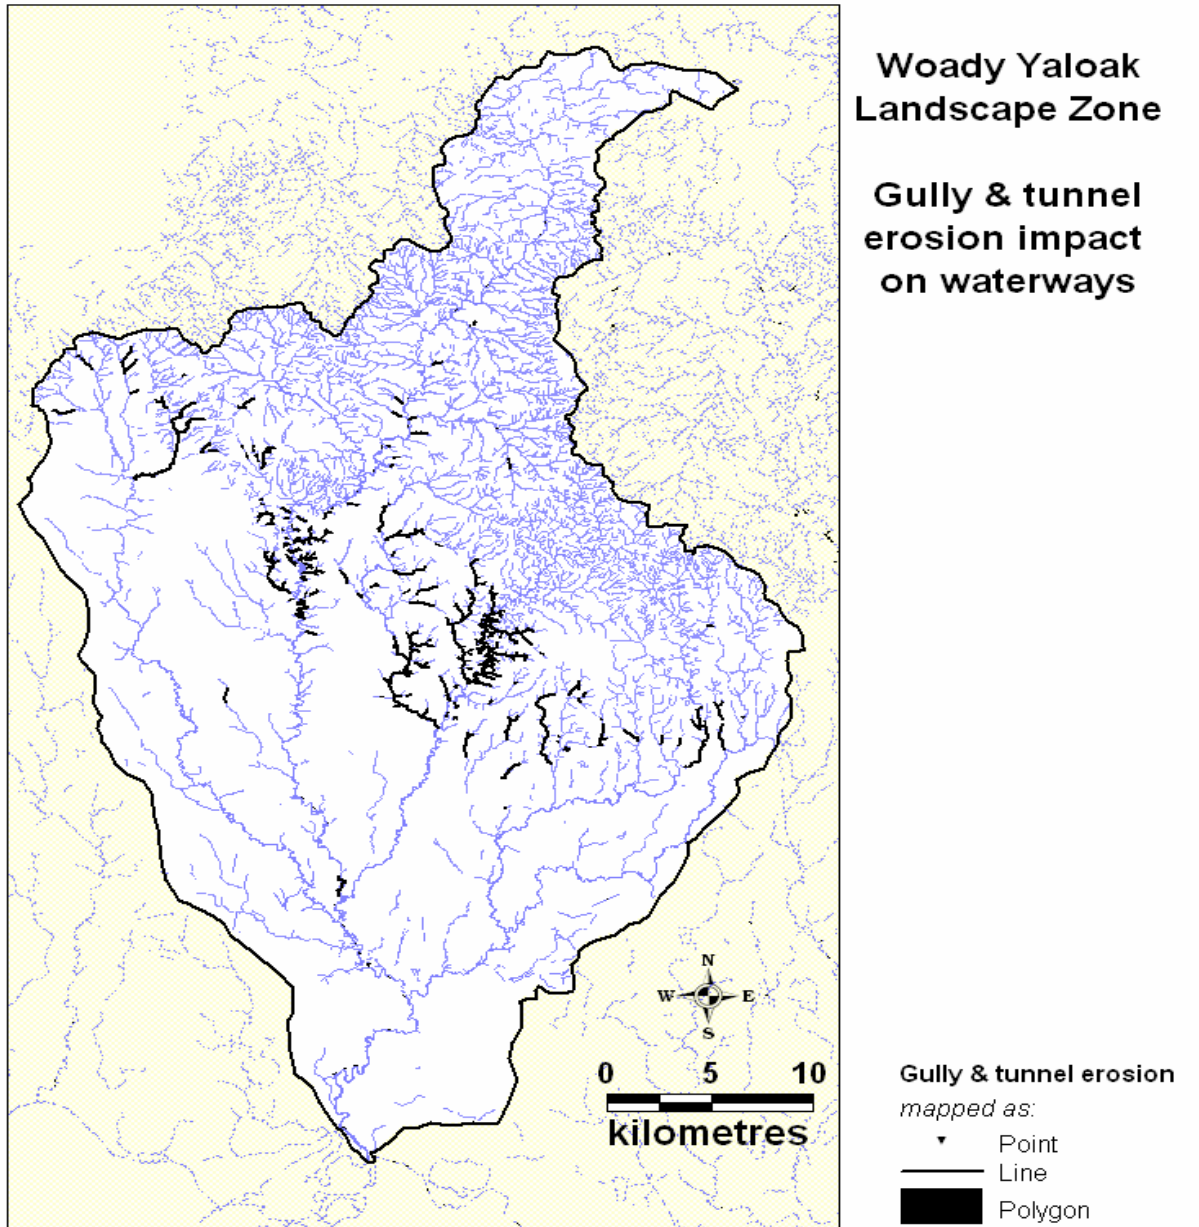 Woady Yaloak
Landscape Zone
Gully & tunnel
erosion impact
on waterways
N
W E
S
0 5 10
kilometres
Gully & tunnel erosion
mapped as:
Point
Line
Polygon